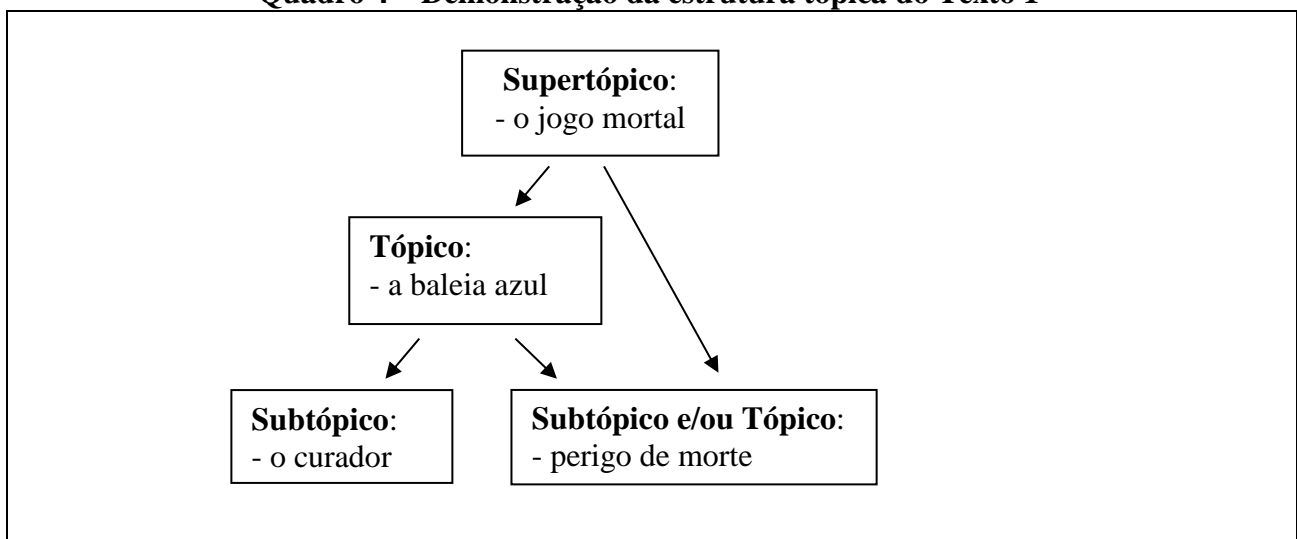 Quadro 4 – Demonstração da estrutura tópica do Texto 1
Supertópico:
- o jogo mortal
Tópico:
- a baleia azul
Subtópico:
- o curador
Subtópico e/ou Tópico:
- perigo de morte